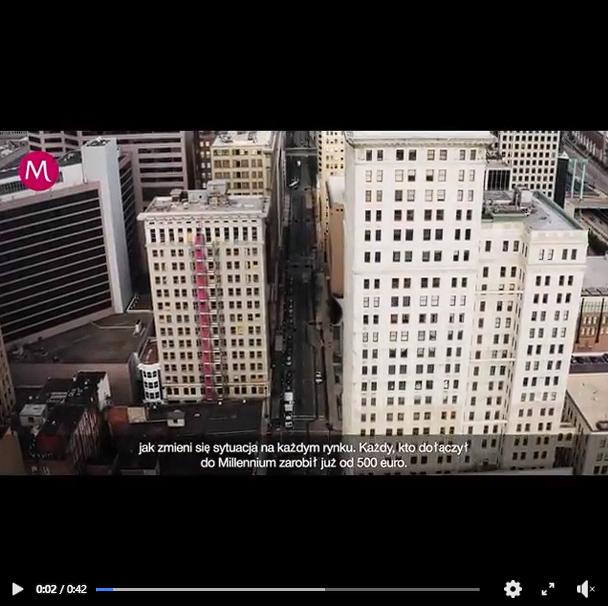 M
jak zmieni się sytuacja na każdym rynku. Każdy, kto dołączył
do Millennium zarobił już od 500 euro.
0:02 / 0:42